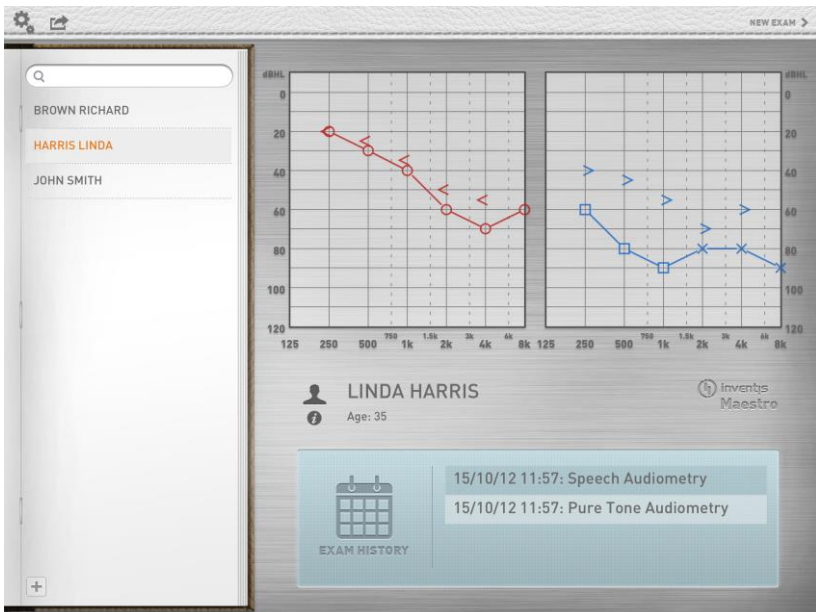 NEW EXAM
BROWN RICHARD
HARRIS LINDA
JOHN SMITH
dBHL
0
20
40
60
80
100
120
125 250 500 750 1k 1.5k 2k 3k 4k 6k 8k
dBHL
0
20
40
60
80
100
120
125 250 500 750 1k 1.5k 2k 3k 4k 6k 8k
LINDA HARRIS
Age: 35
inventis
Maestro
EXAM HISTORY
15/10/12 11:57: Speech Audiometry
15/10/12 11:57: Pure Tone Audiometry